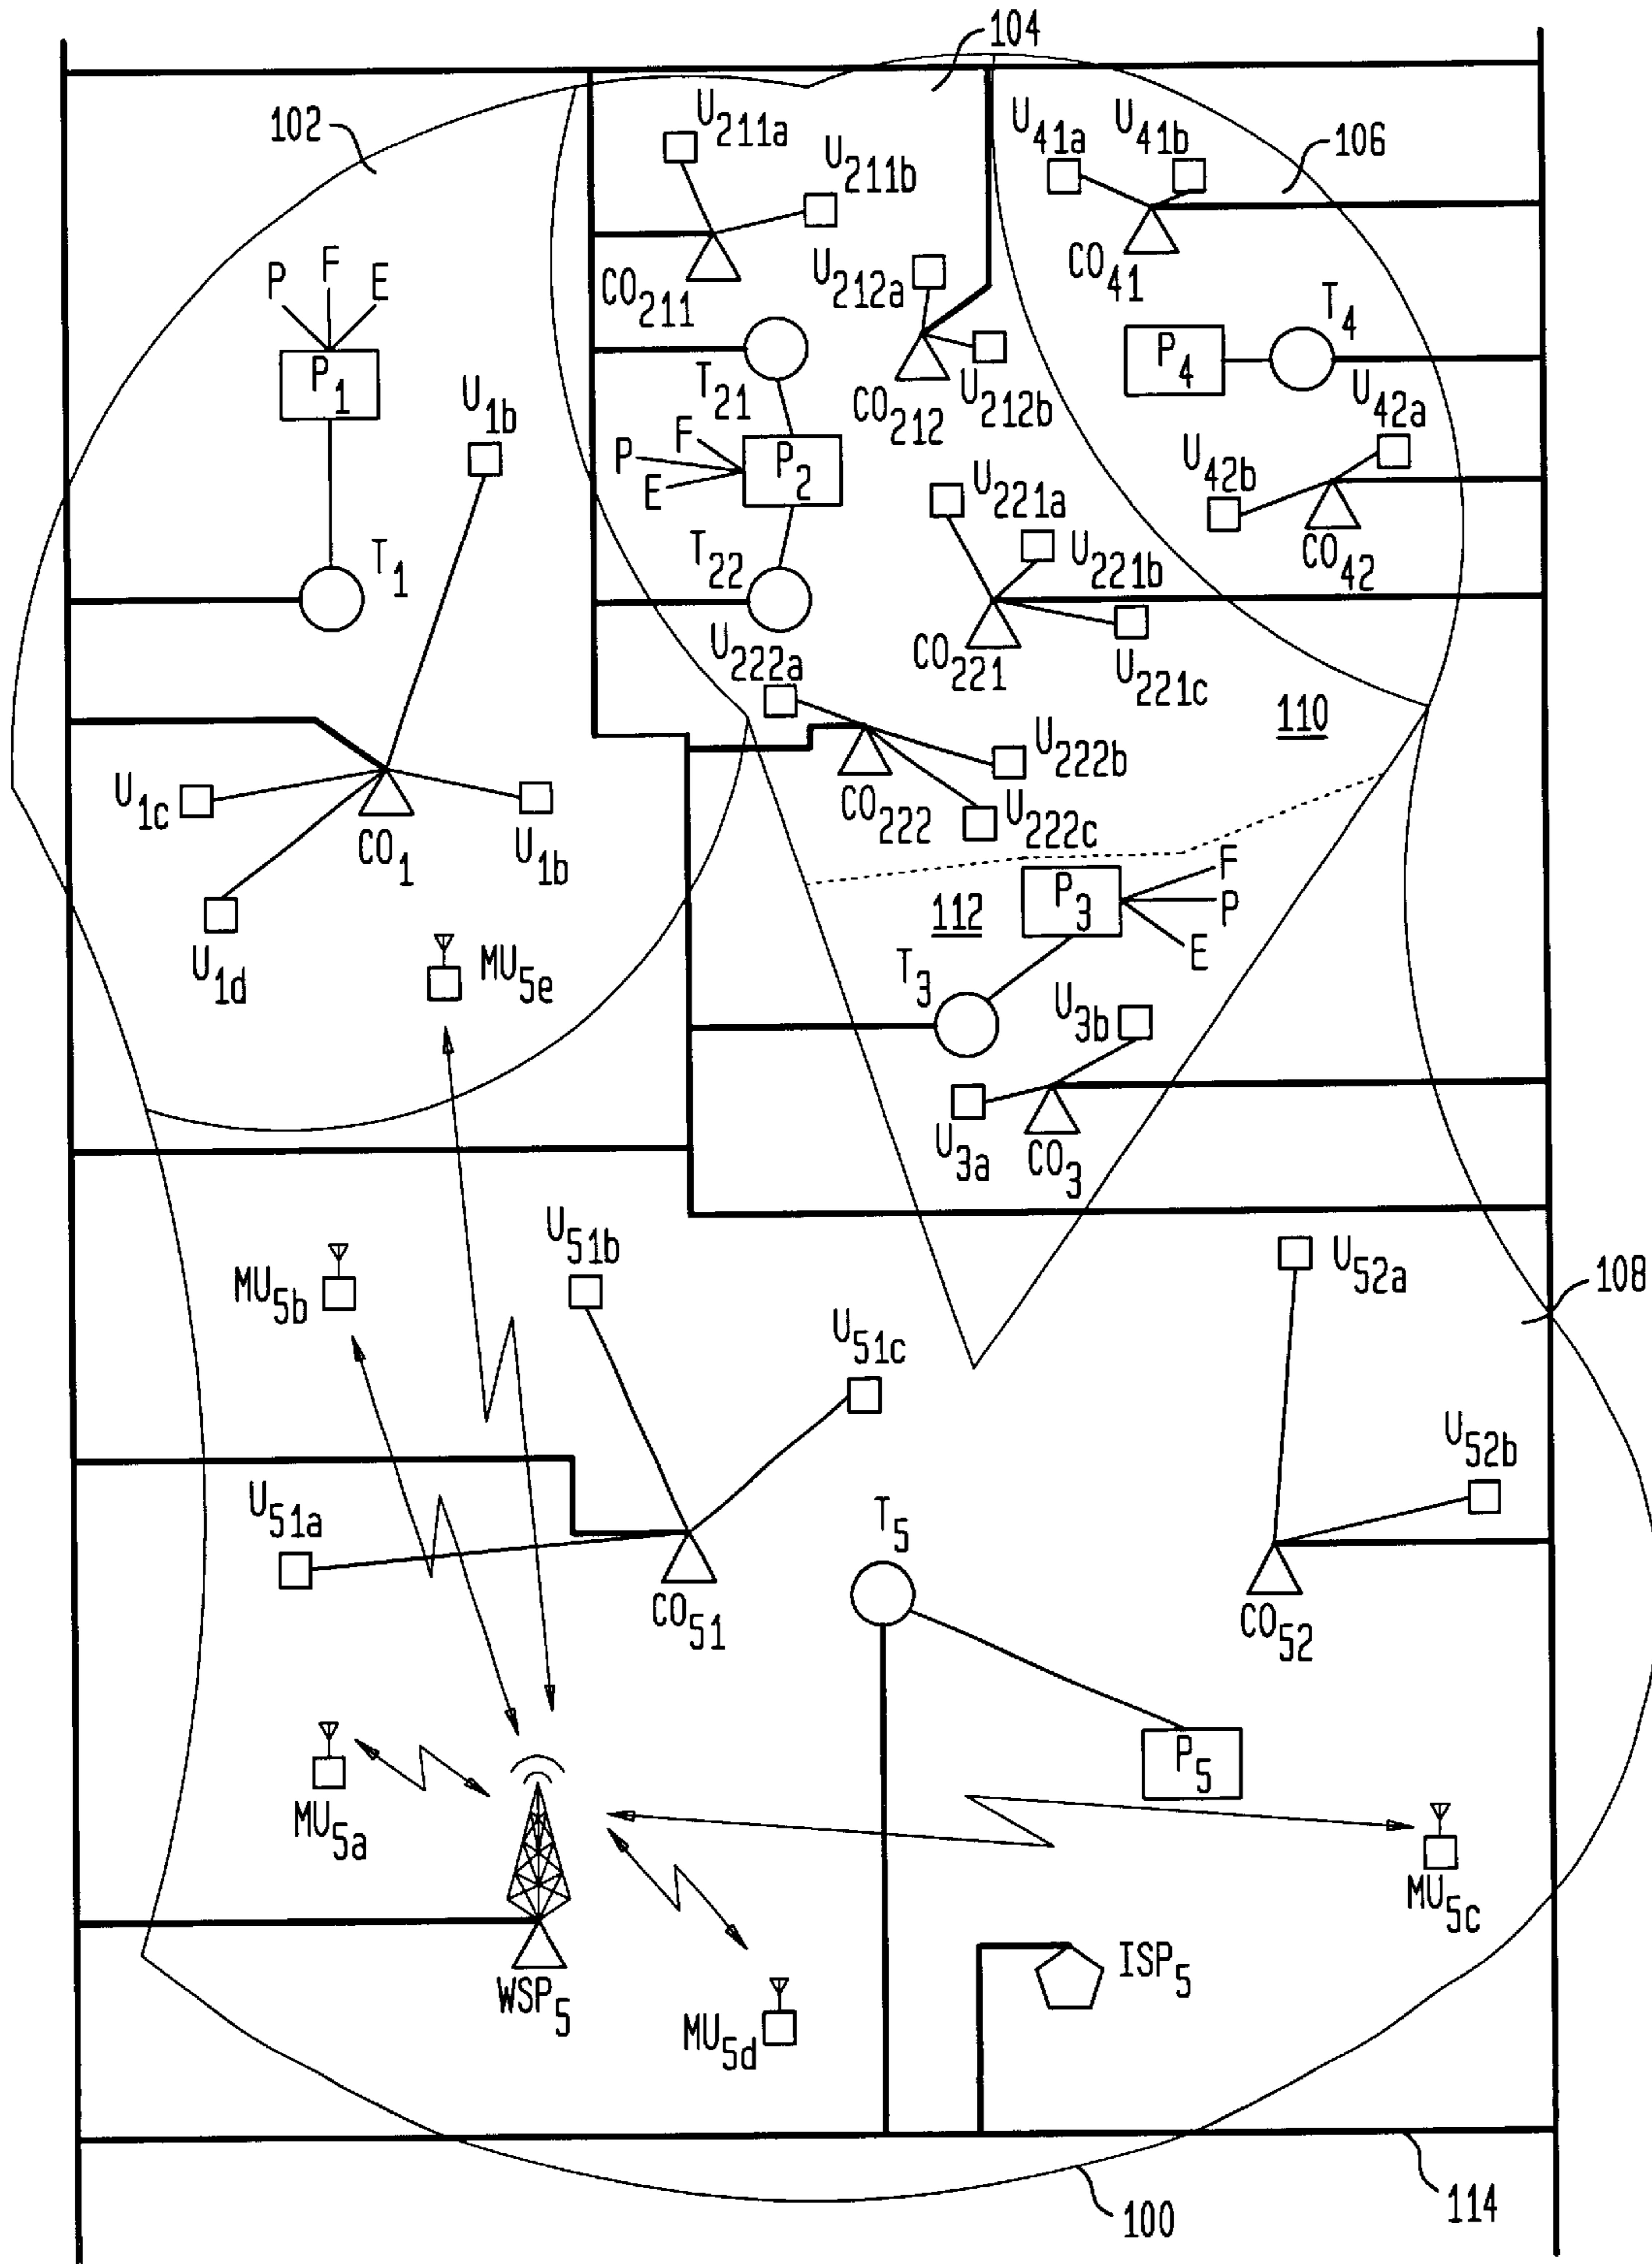 104
102
U211a
U211b
U41a
U41b
106
P
F
E
CO211
U212a
CO41
T4
P1
T21
P4
U1b
CO212
U212b
U42a
F
P
E
P2
U42b
U221a
T1
T22
U221b
CO42
U222a
CO221
U221c
110
U222b
U1c
CO1
U1b
CO222
U222c
F
P3
P
112
E
U1d
MU5e
T3
U3b
U3a
CO3
U51b
U52a
MU5b
108
U51c
U52b
U51a
T5
CO51
CO52
P5
MU5a
MU5c
ISP5
WSP5
MU5d
114
100